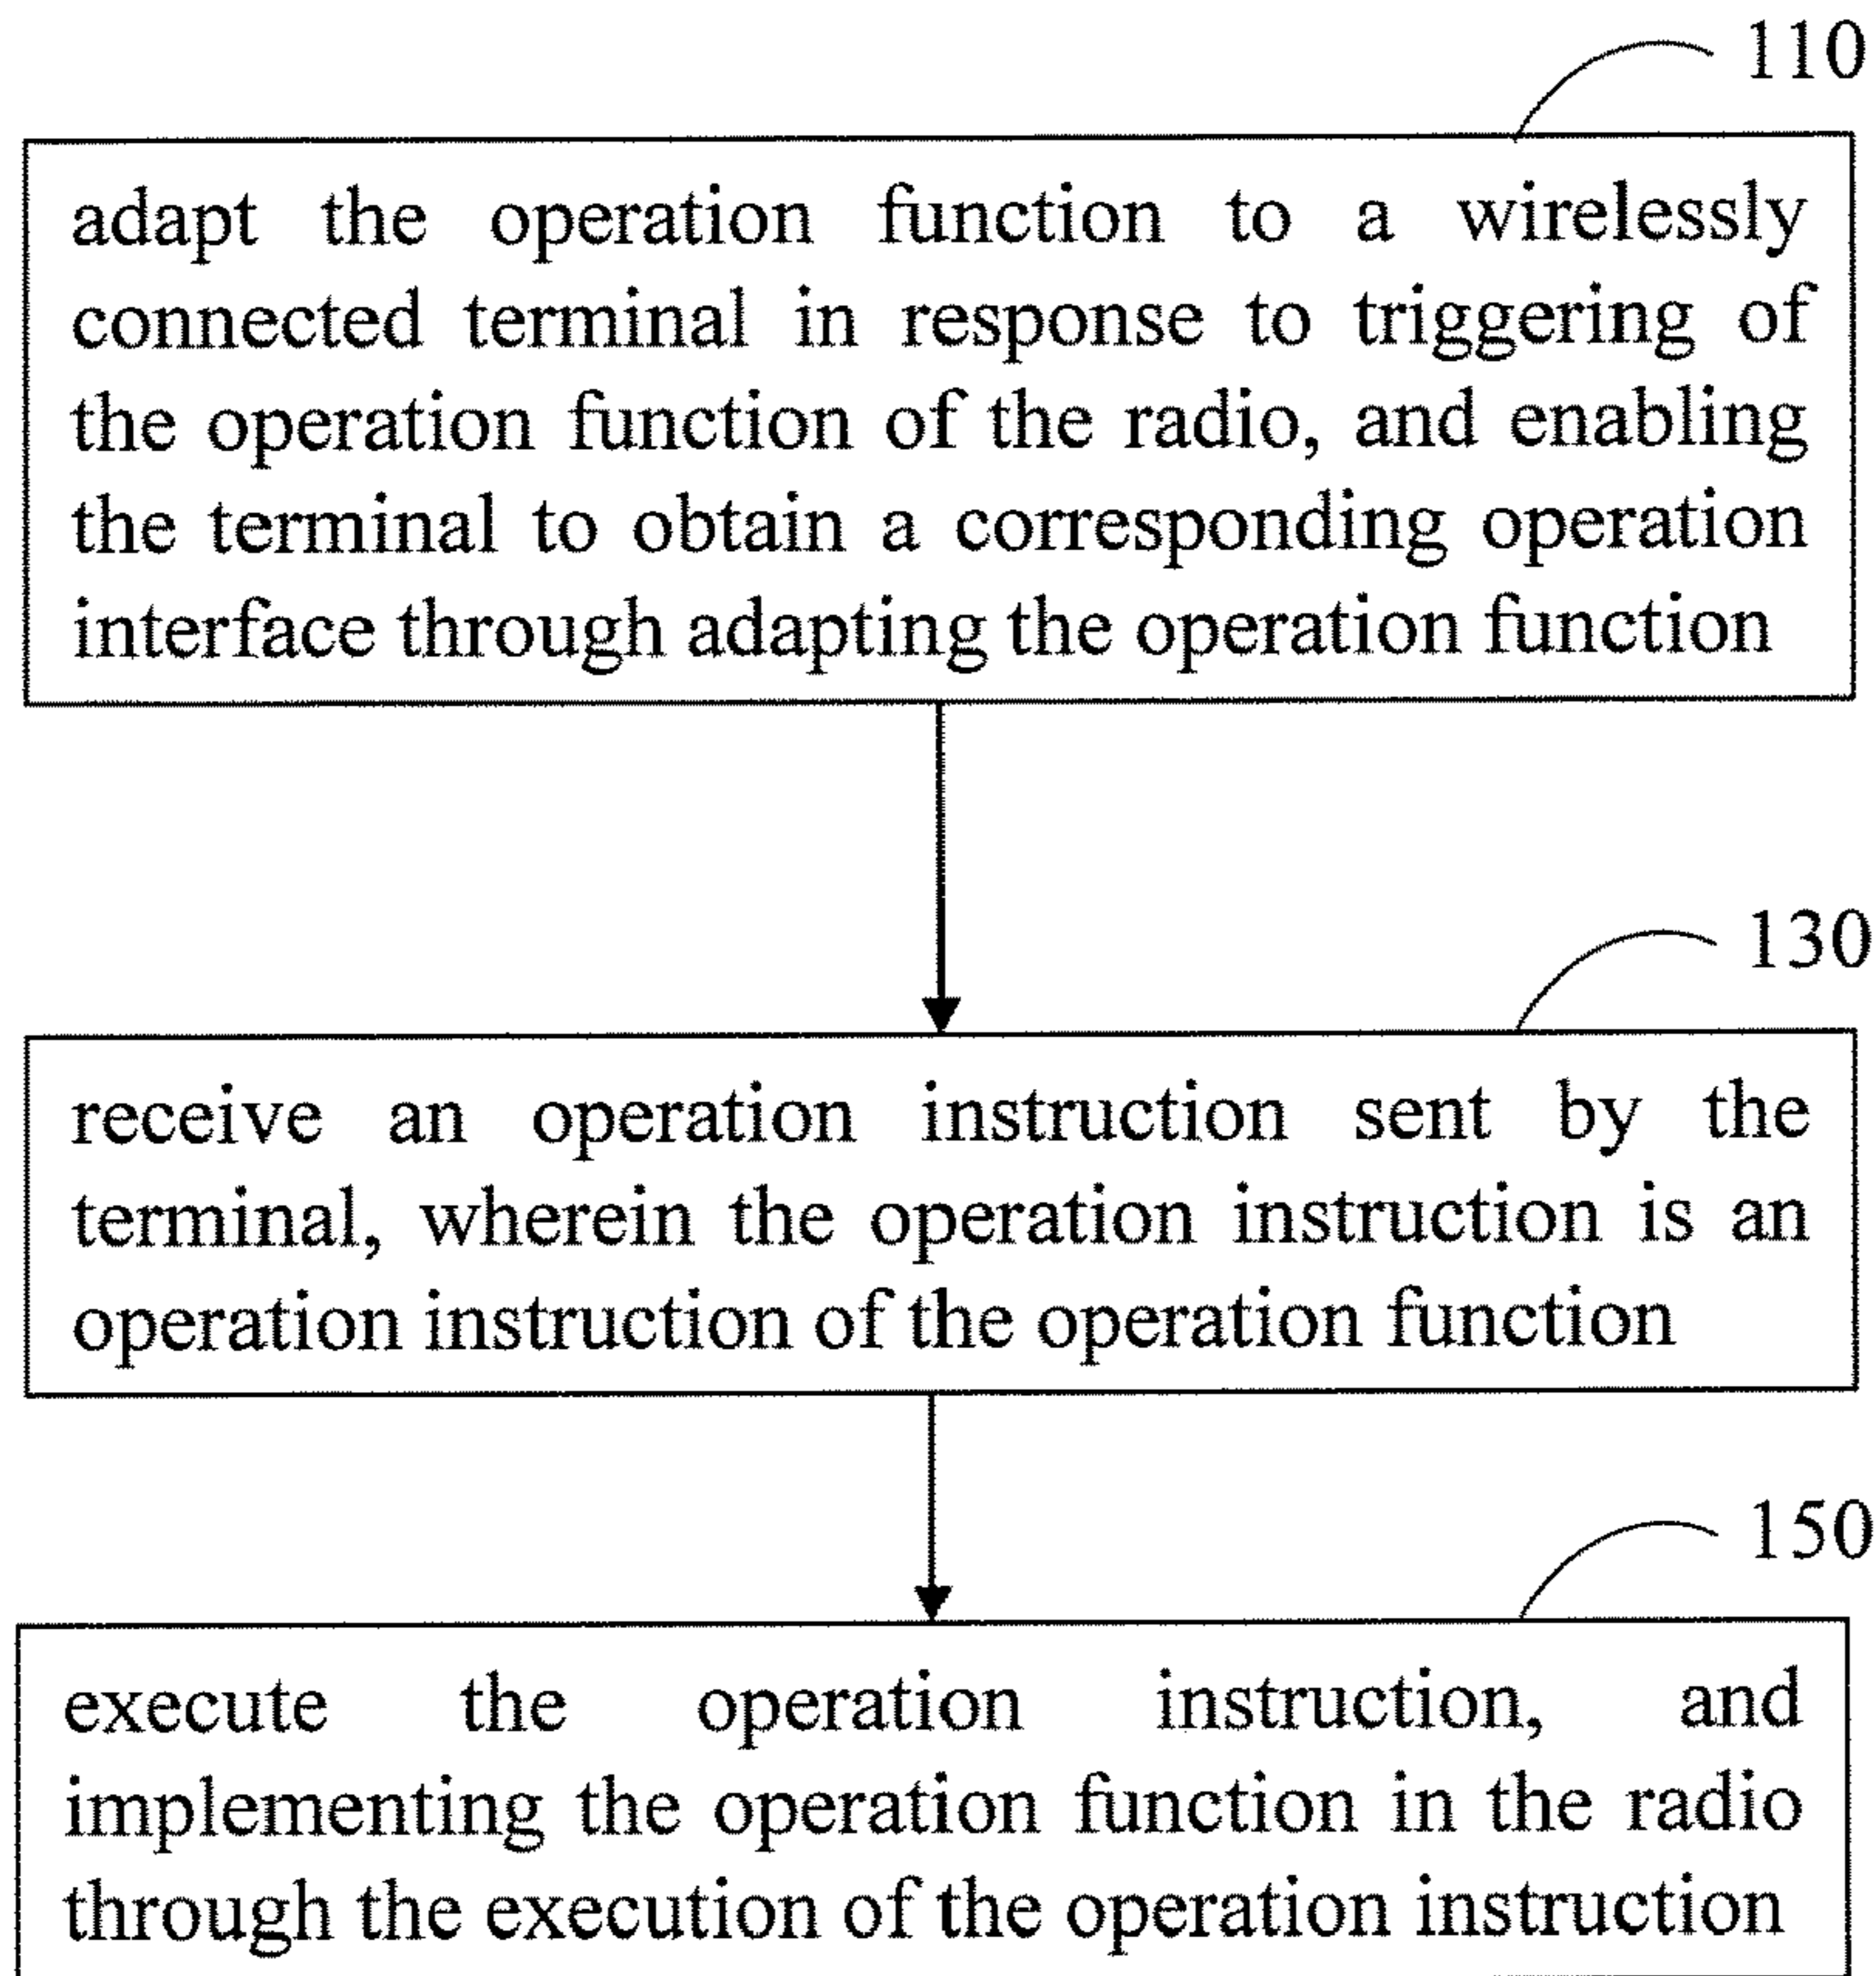 110
adapt the operation function to a wirelessly
connected terminal in response to triggering of
the operation function of the radio, and enabling
the terminal to obtain a corresponding operation
interface through adapting the operation function
130
receive an operation instruction sent by the
terminal, wherein the operation instruction is an
operation instruction of the operation function
150
execute the operation instruction, and
implementing the operation function in the radio
through the execution of the operation instruction